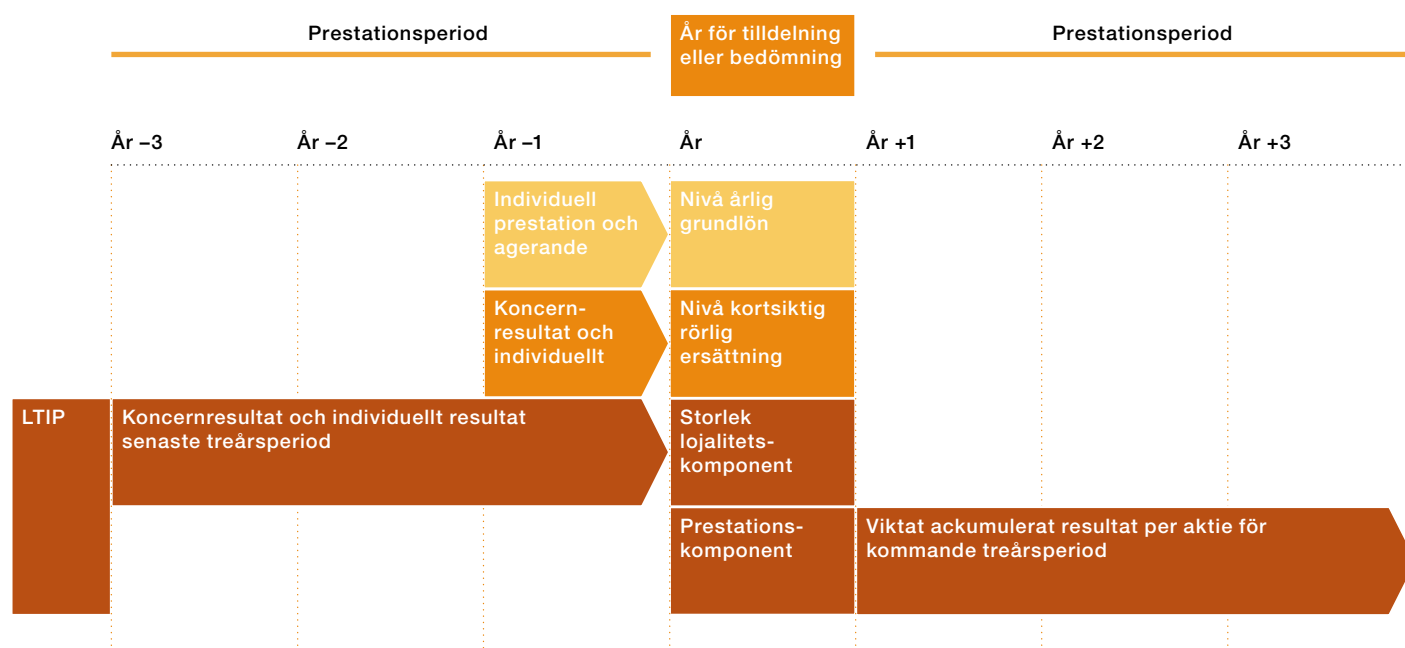 Prestationsperiod
År för tilldelning
eller bedömning
Prestationsperiod
År –3
År –2
År –1
År
År +1
År +2
År +3
Individuell
prestation och
agerande
Nivå årlig
grundlön
Koncern-
resultat och
individuellt
Nivå kortsiktig
rörlig
ersättning
LTIP
Koncernresultat och individuellt resultat
senaste treårsperiod
Storlek
lojalitets-
komponent
Prestations-
komponent
Viktat ackumulerat resultat per aktie för
kommande treårsperiod